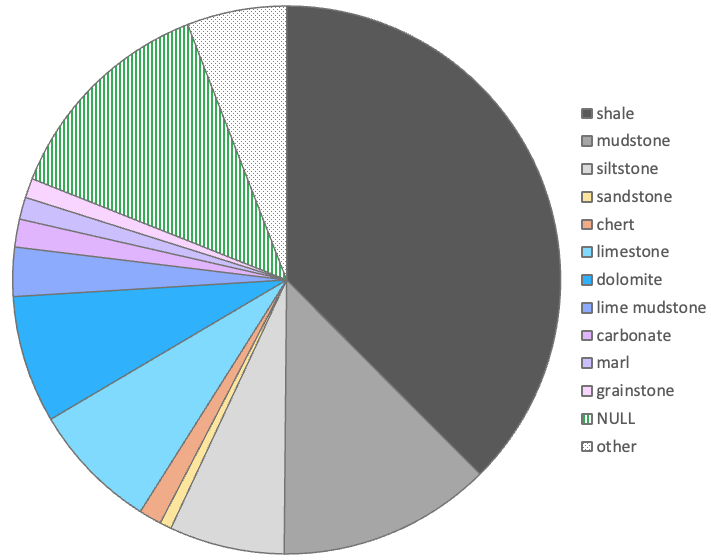 shale
mudstone
siltstone
sandstone
chert
limestone
dolomite
lime mudstone
carbonate
marl
grainstone
NULL
other